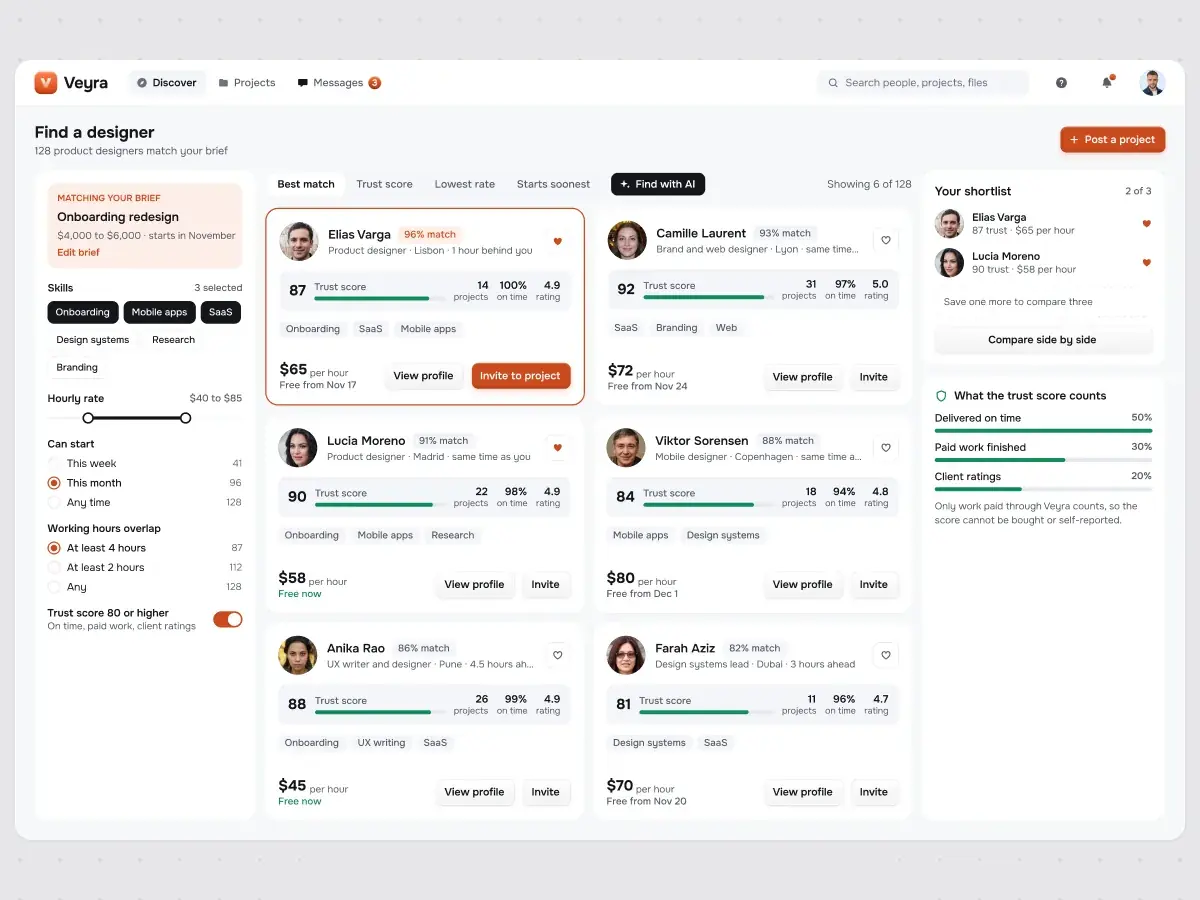 Veyra
Discover
Projects
Messages 3
Search people, projects, files
Find a designer
128 product designers match your brief
+ Post a project
MATCHING YOUR BRIEF
Onboarding redesign
$4,000 to $6,000 · starts in November
Edit brief
Skills 3 selected
Onboarding Mobile apps SaaS
Design systems Research
Branding
Hourly rate $40 to $85
Can start
This week 41
This month 96
Any time 128
Working hours overlap
At least 4 hours 87
At least 2 hours 112
Any 128
Trust score 80 or higher
On time, paid work, client ratings
Best match Trust score Lowest rate Starts soonest Find with AI Showing 6 of 128
Elias Varga 96% match
Product designer · Lisbon · 1 hour behind you
87 Trust score 14 projects 100% on time 4.9 rating
Onboarding SaaS Mobile apps
$65 per hour
Free from Nov 17
View profile Invite to project
Camille Laurent 93% match
Brand and web designer · Lyon · same time...
92 Trust score 31 projects 97% on time 5.0 rating
SaaS Branding Web
$72 per hour
Free from Nov 24
View profile Invite
Lucia Moreno 91% match
Product designer · Madrid · same time as you
90 Trust score 22 projects 98% on time 4.9 rating
Onboarding Mobile apps Research
$58 per hour
Free now
View profile Invite
Viktor Sorensen 88% match
Mobile designer · Copenhagen · same time a...
84 Trust score 18 projects 94% on time 4.8 rating
Mobile apps Design systems
$80 per hour
Free from Dec 1
View profile Invite
Anika Rao 86% match
UX writer and designer · Pune · 4.5 hours ah...
88 Trust score 26 projects 99% on time 4.9 rating
Onboarding UX writing SaaS
$45 per hour
Free now
View profile Invite
Farah Aziz 82% match
Design systems lead · Dubai · 3 hours ahead
81 Trust score 11 projects 96% on time 4.7 rating
Design systems SaaS
$70 per hour
Free from Nov 20
View profile Invite
Your shortlist 2 of 3
Elias Varga
87 trust · $65 per hour
Lucia Moreno
90 trust · $58 per hour
Save one more to compare three
Compare side by side
What the trust score counts
Delivered on time 50%
Paid work finished 30%
Client ratings 20%
Only work paid through Veyra counts, so the
score cannot be bought or self-reported.